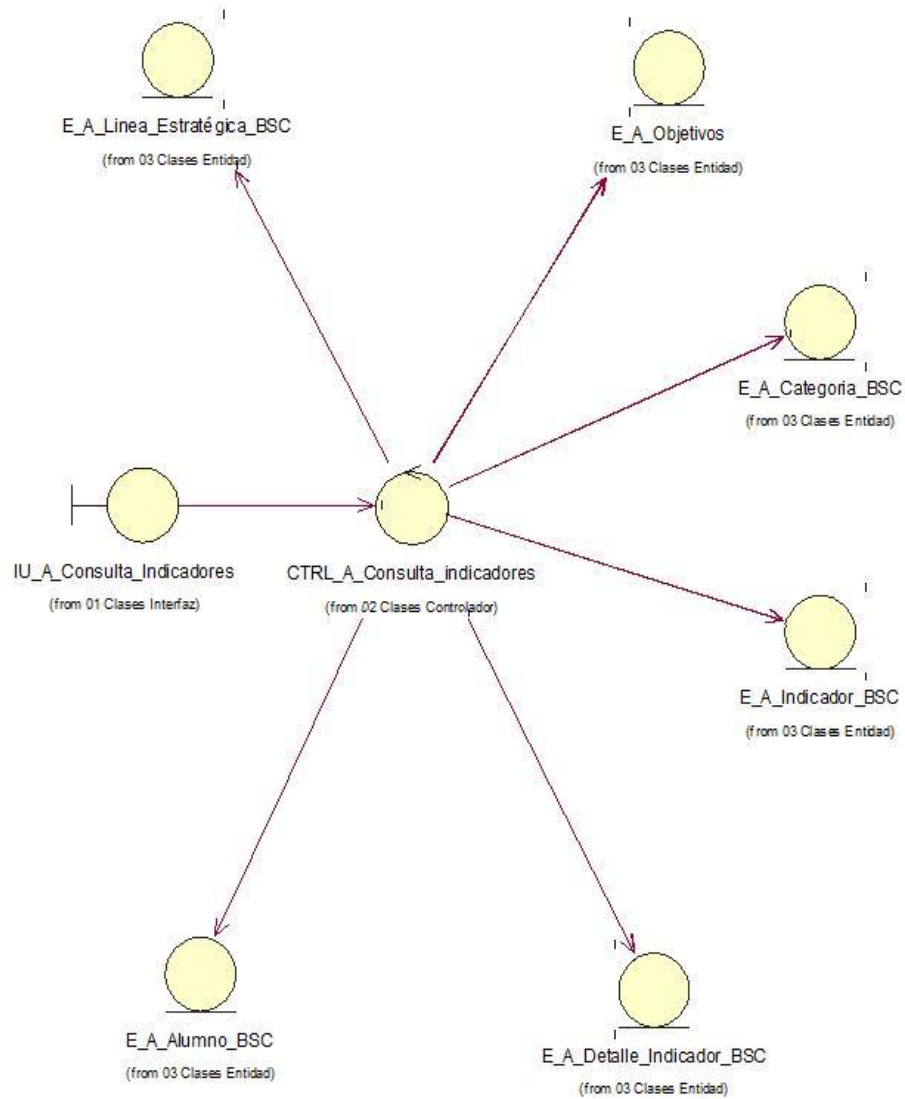 E_A_Linea_Estratégica_BSC
(from 03 Clases Entidad)
E_A_Objetivos
(from 03 Clases Entidad)
E_A_Categoria_BSC
(from 03 Clases Entidad)
IU_A_Consulta_Indicadores
(from 01 Clases Interfaz)
CTRL_A_Consulta_indicadores
(from 02 Clases Controlador)
E_A_Indicador_BSC
(from 03 Clases Entidad)
E_A_Alumno_BSC
(from 03 Clases Entidad)
E_A_Detalle_Indicador_BSC
(from 03 Clases Entidad)